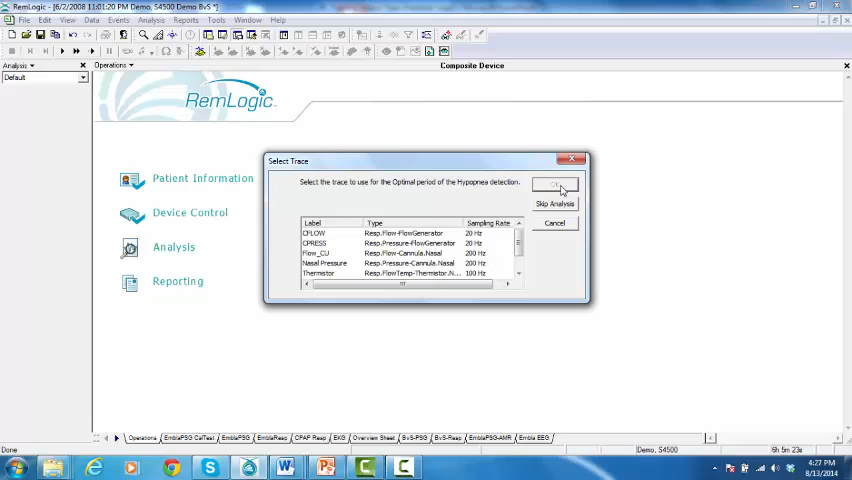 RemLogic - [6/2/2008 11:01:20 PM Demo, S4500 Demo BvS *]
File Edit View Data Events Analysis Reports Tools Window Help
Analysis
Operations
Composite Device
Default
RemLogic
Patient Information
Device Control
Analysis
Reporting
Select Trace
Select the trace to use for the Optimal period of the Hypopnea detection.
Skip Analysis
Cancel
Label Type Sampling Rate
CFLOW Resp.Flow-FlowGenerator 20 Hz
CPRESS Resp.Pressure-FlowGenerator 20 Hz
Flow_CU Resp.Flow-Cannula.Nasal 200 Hz
Nasal Pressure Resp.Pressure-Cannula.Nasal 200 Hz
Thermistor Resp.FlowTemp-Thermistor.N... 100 Hz
Operations EmblaPSG CalTest EmblaPSG EmblaResp CPAP Resp EKG Overview Sheet BvS-PSG BvS-Resp EmblaPSG-AMR Embla EEG
Done
Demo, S4500
6h 5m 23s
4:27 PM
8/13/2014